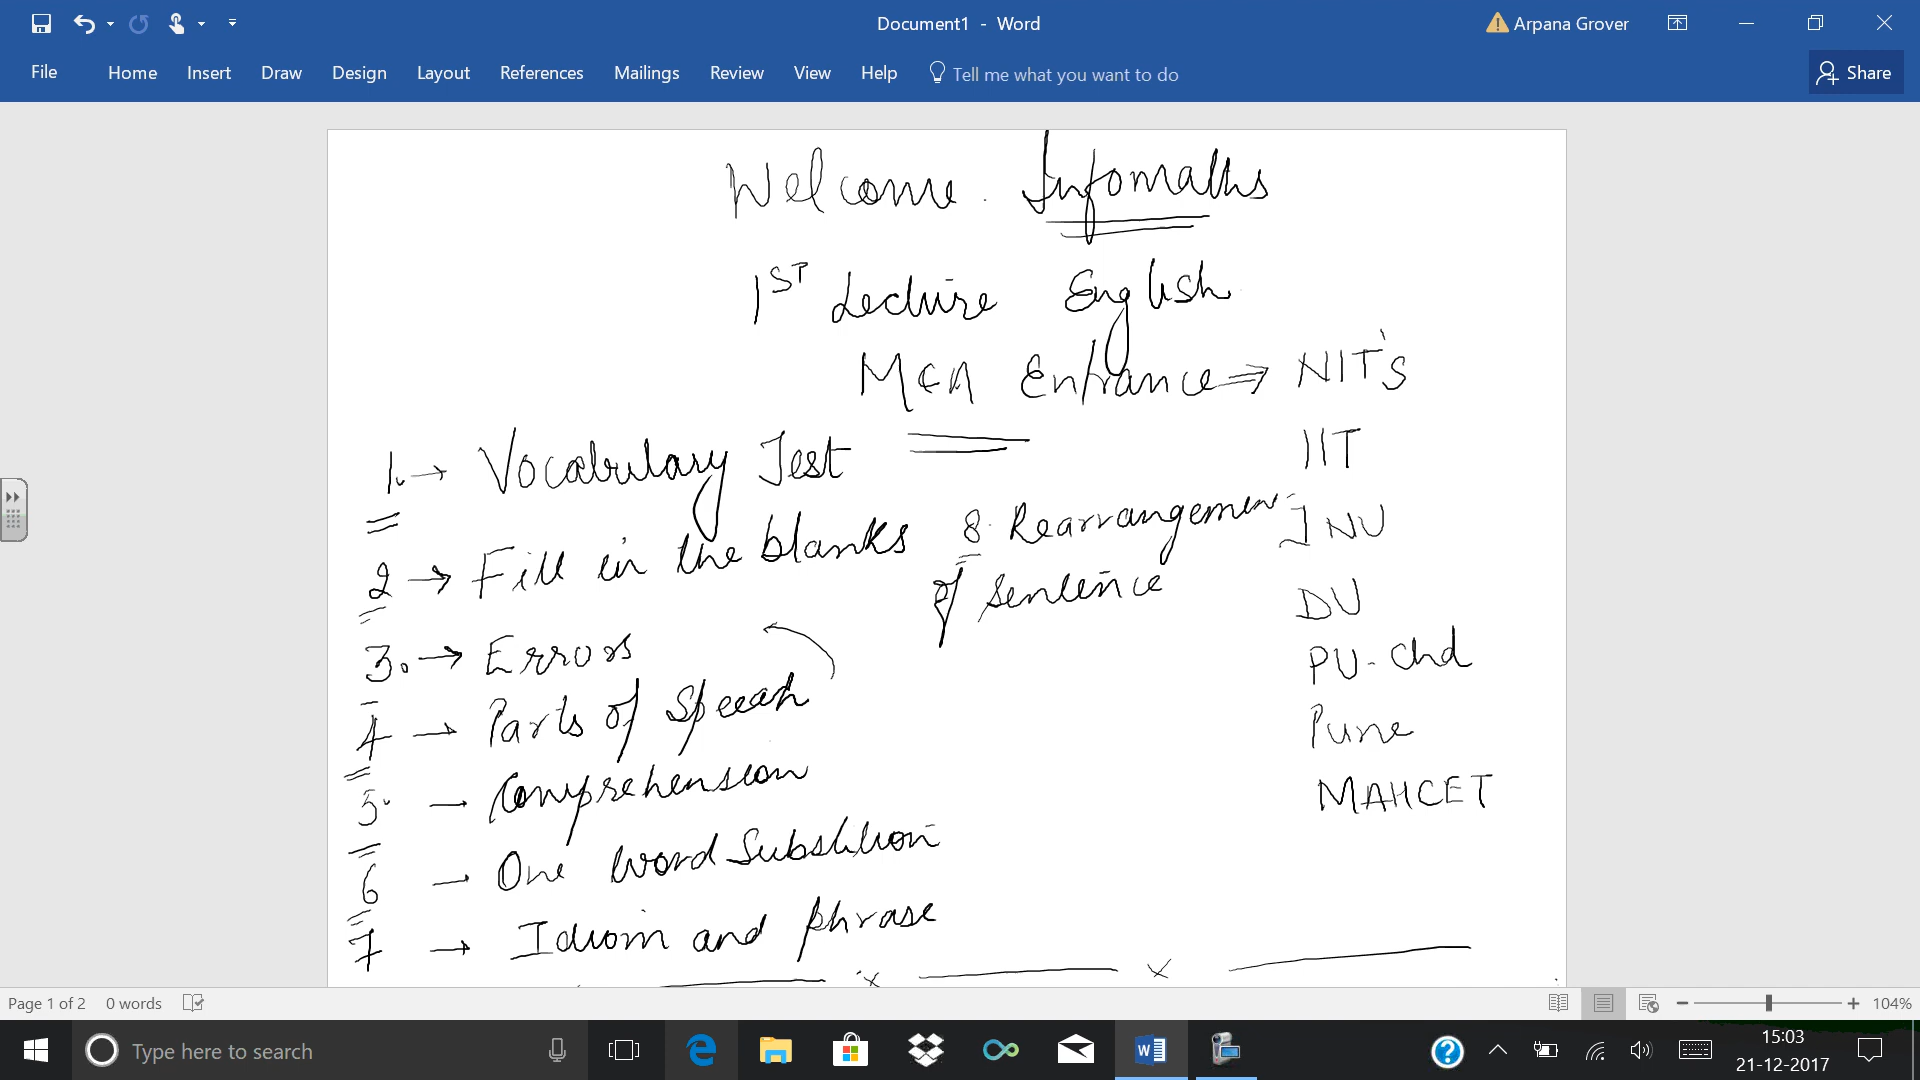 Document1 - Word
Arpana Grover
File Home Insert Draw Design Layout References Mailings Review View Help Tell me what you want to do
Share
Welcome. Infomaths
1ST Lecture English
MCA Entrance ⇒ NIT's
IIT
JNU
DU
PU-Chd
Pune
MAHCET
1. → Vocabulary Test
2 → Fill in the blanks
3. → Errors
4 → Parts of Speech
5. — Comprehension
6 → One word Substition
7 → Idiom and phrase
8. Rearrangemen
of sentence
x x
Page 1 of 2 0 words
104%
Type here to search
15:03
21-12-2017